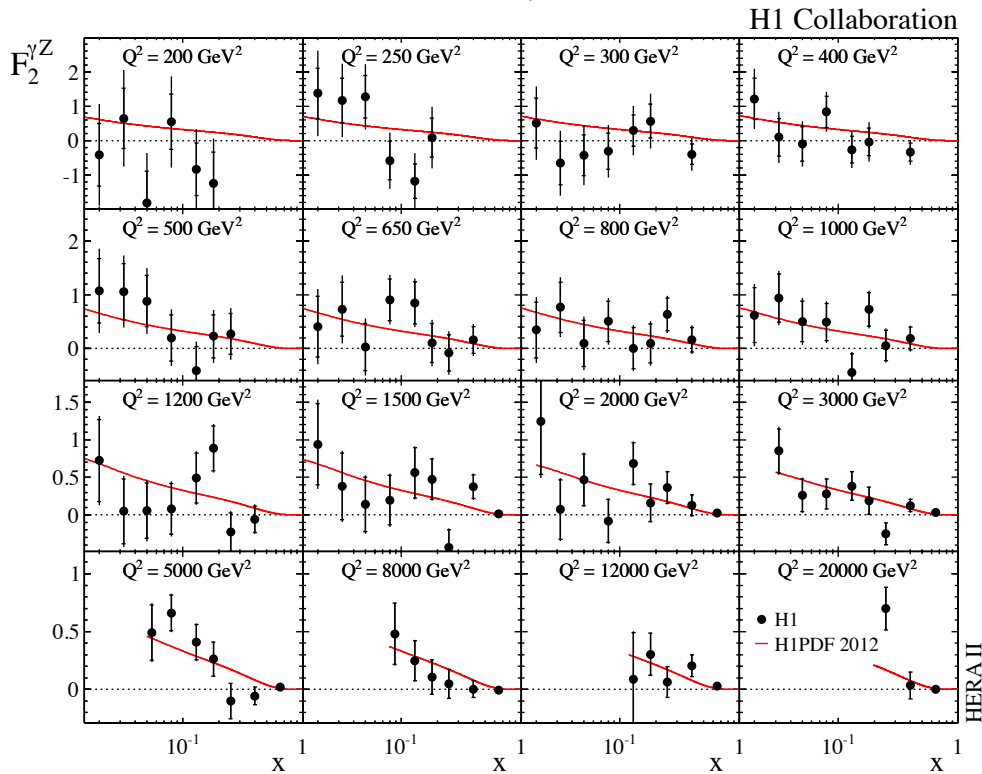 H1 Collaboration
F₂^γZ
Q² = 200 GeV² Q² = 250 GeV² Q² = 300 GeV² Q² = 400 GeV²
2
1
0
-1
Q² = 500 GeV² Q² = 650 GeV² Q² = 800 GeV² Q² = 1000 GeV²
2
1
0
Q² = 1200 GeV² Q² = 1500 GeV² Q² = 2000 GeV² Q² = 3000 GeV²
1.5
1
0.5
0
Q² = 5000 GeV² Q² = 8000 GeV² Q² = 12000 GeV² Q² = 20000 GeV²
1
0.5
0
H1
H1PDF 2012
HERA II
10⁻¹ 1 10⁻¹ 1 10⁻¹ 1 10⁻¹ 1
x x x x